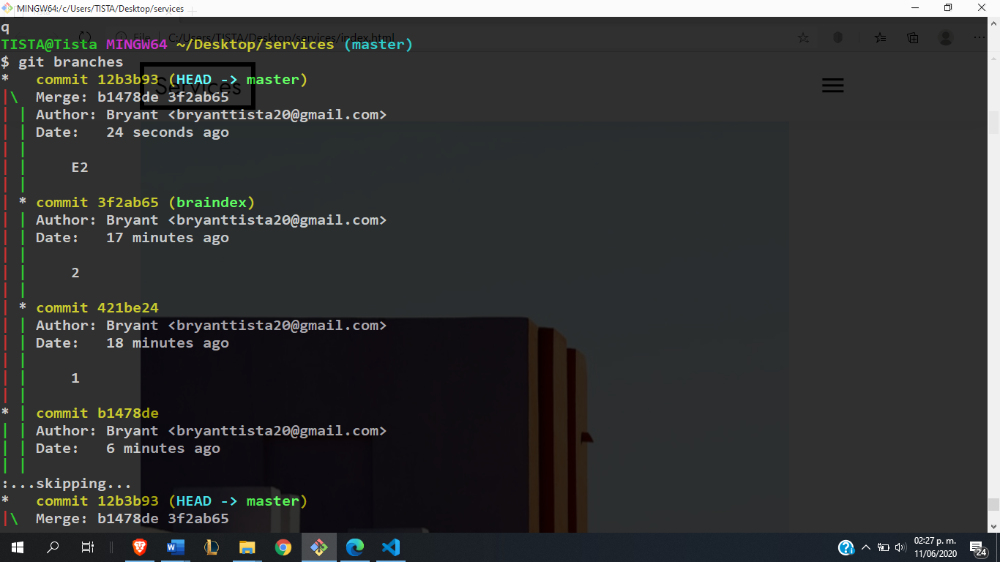 MINGW64:/c/Users/TISTA/Desktop/services
q
File C:/Users/TISTA/Desktop/services/index.html
TISTA@Tista MINGW64 ~/Desktop/services (master)
$ git branches
Services
*   commit 12b3b93 (HEAD -> master)
|\  Merge: b1478de 3f2ab65
| | Author: Bryant <bryanttista20@gmail.com>
| | Date:   24 seconds ago
| |
| |     E2
| |
| * commit 3f2ab65 (braindex)
| | Author: Bryant <bryanttista20@gmail.com>
| | Date:   17 minutes ago
| |
| |     2
| |
| * commit 421be24
| | Author: Bryant <bryanttista20@gmail.com>
| | Date:   18 minutes ago
| |
| |     1
| |
* | commit b1478de
| | Author: Bryant <bryanttista20@gmail.com>
| | Date:   6 minutes ago
| |
:...skipping...
*   commit 12b3b93 (HEAD -> master)
|\  Merge: b1478de 3f2ab65
02:27 p. m.
11/06/2020
24